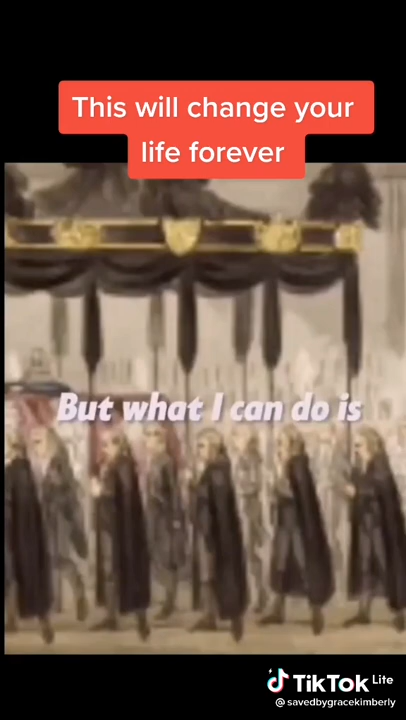 This will change your
life forever
But what I can do is
TikTok Lite
@savedbygracekimberly